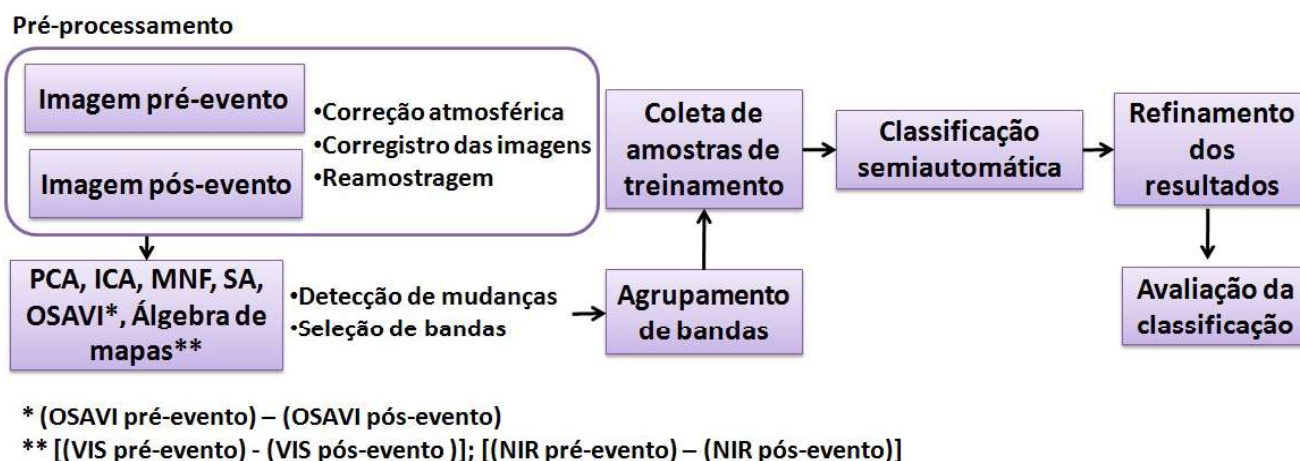 Pré-processamento
Imagem pré-evento
Imagem pós-evento
•Correção atmosférica
•Corregistro das imagens
•Reamostragem
PCA, ICA, MNF, SA,
OSAVI*, Álgebra de
mapas**
•Detecção de mudanças
•Seleção de bandas
Agrupamento
de bandas
Coleta de
amostras de
treinamento
Classificação
semiautomática
Refinamento
dos
resultados
Avaliação da
classificação
* (OSAVI pré-evento) – (OSAVI pós-evento)
** [(VIS pré-evento) - (VIS pós-evento )]; [(NIR pré-evento) – (NIR pós-evento)]